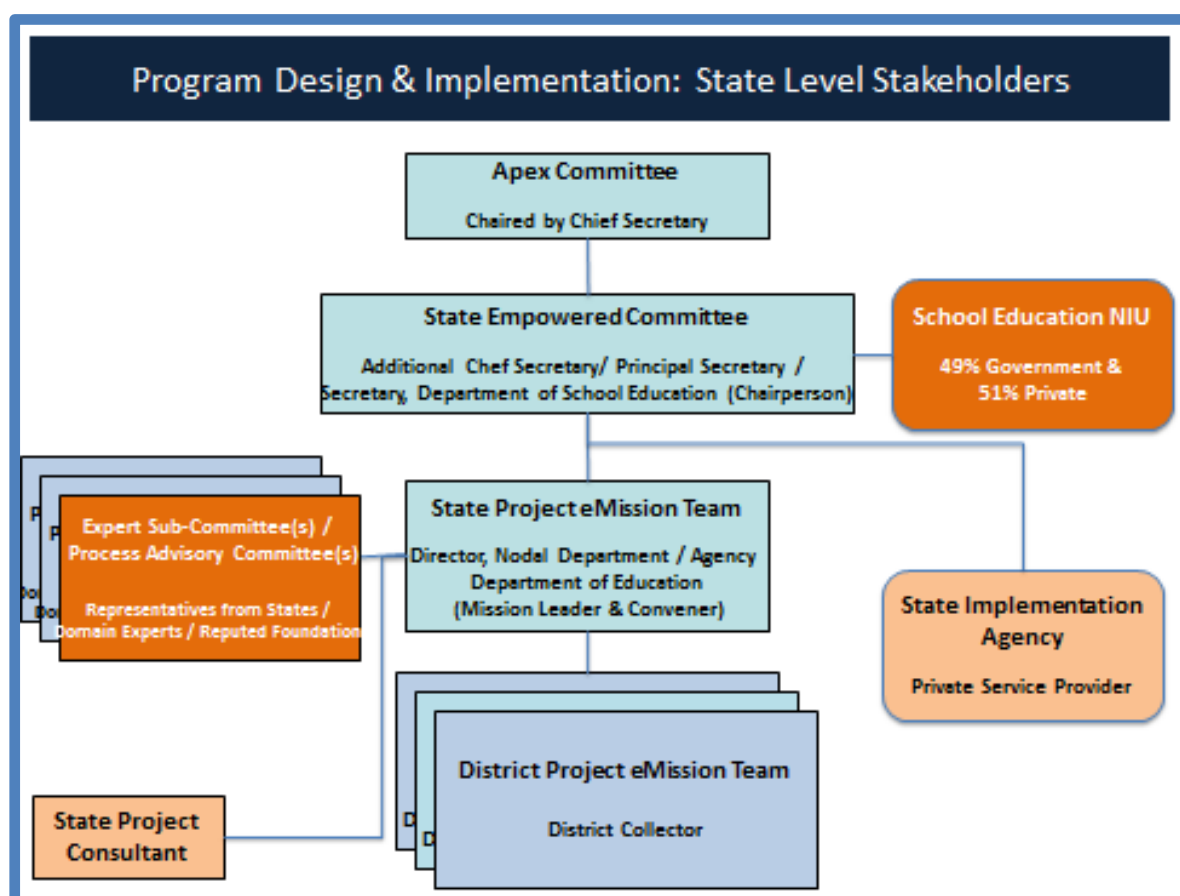 Program Design & Implementation: State Level Stakeholders
Apex Committee
Chaired by Chief Secretary
State Empowered Committee
Additional Chef Secretary/ Principal Secretary /
Secretary, Department of School Education (Chairperson)
School Education NIU
49% Government &
51% Private
Expert Sub-Committee(s) /
Process Advisory Committee(s)
Representatives from States /
Domain Experts / Reputed Foundation
State Project eMission Team
Director, Nodal Department / Agency
Department of Education
(Mission Leader & Convener)
State Implementation
Agency
Private Service Provider
District Project eMission Team
District Collector
State Project
Consultant